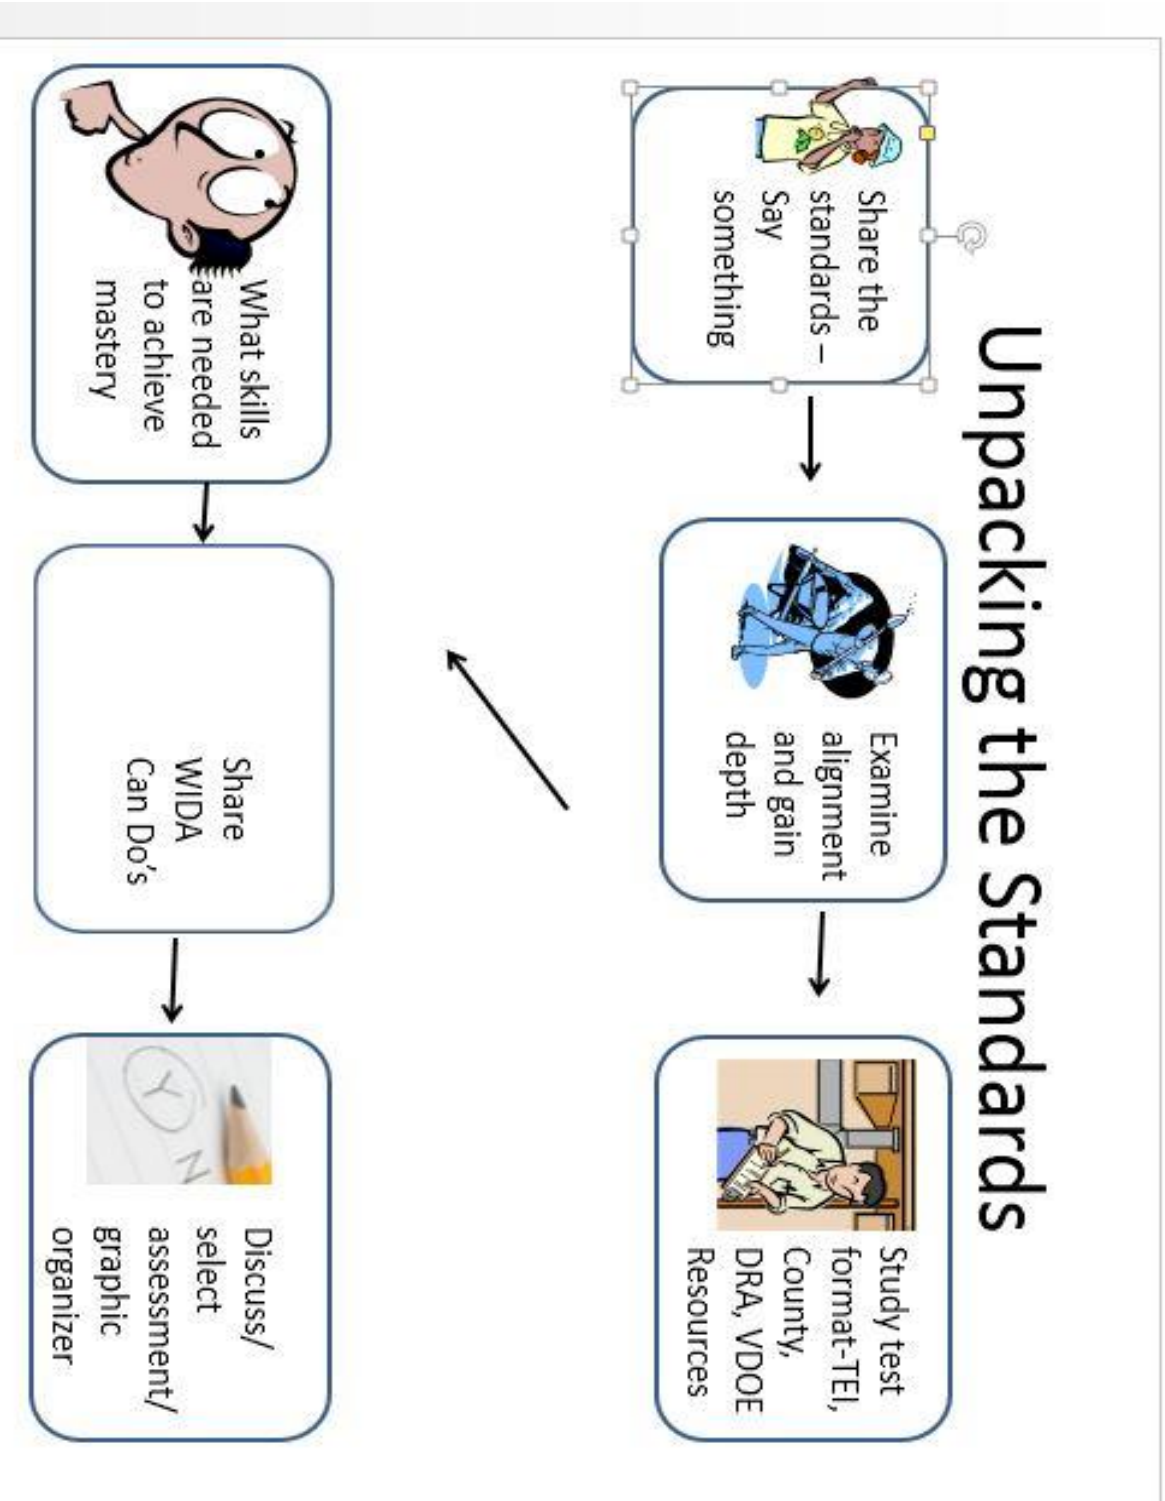 Unpacking the Standards
Share the
standards –
Say
something
Examine
alignment
and gain
depth
Study test
format-TEI,
County,
DRA, VDOE
Resources
What skills
are needed
to achieve
mastery
Share
WIDA
Can Do’s
Discuss/
select
assessment/
graphic
organizer
Y
N